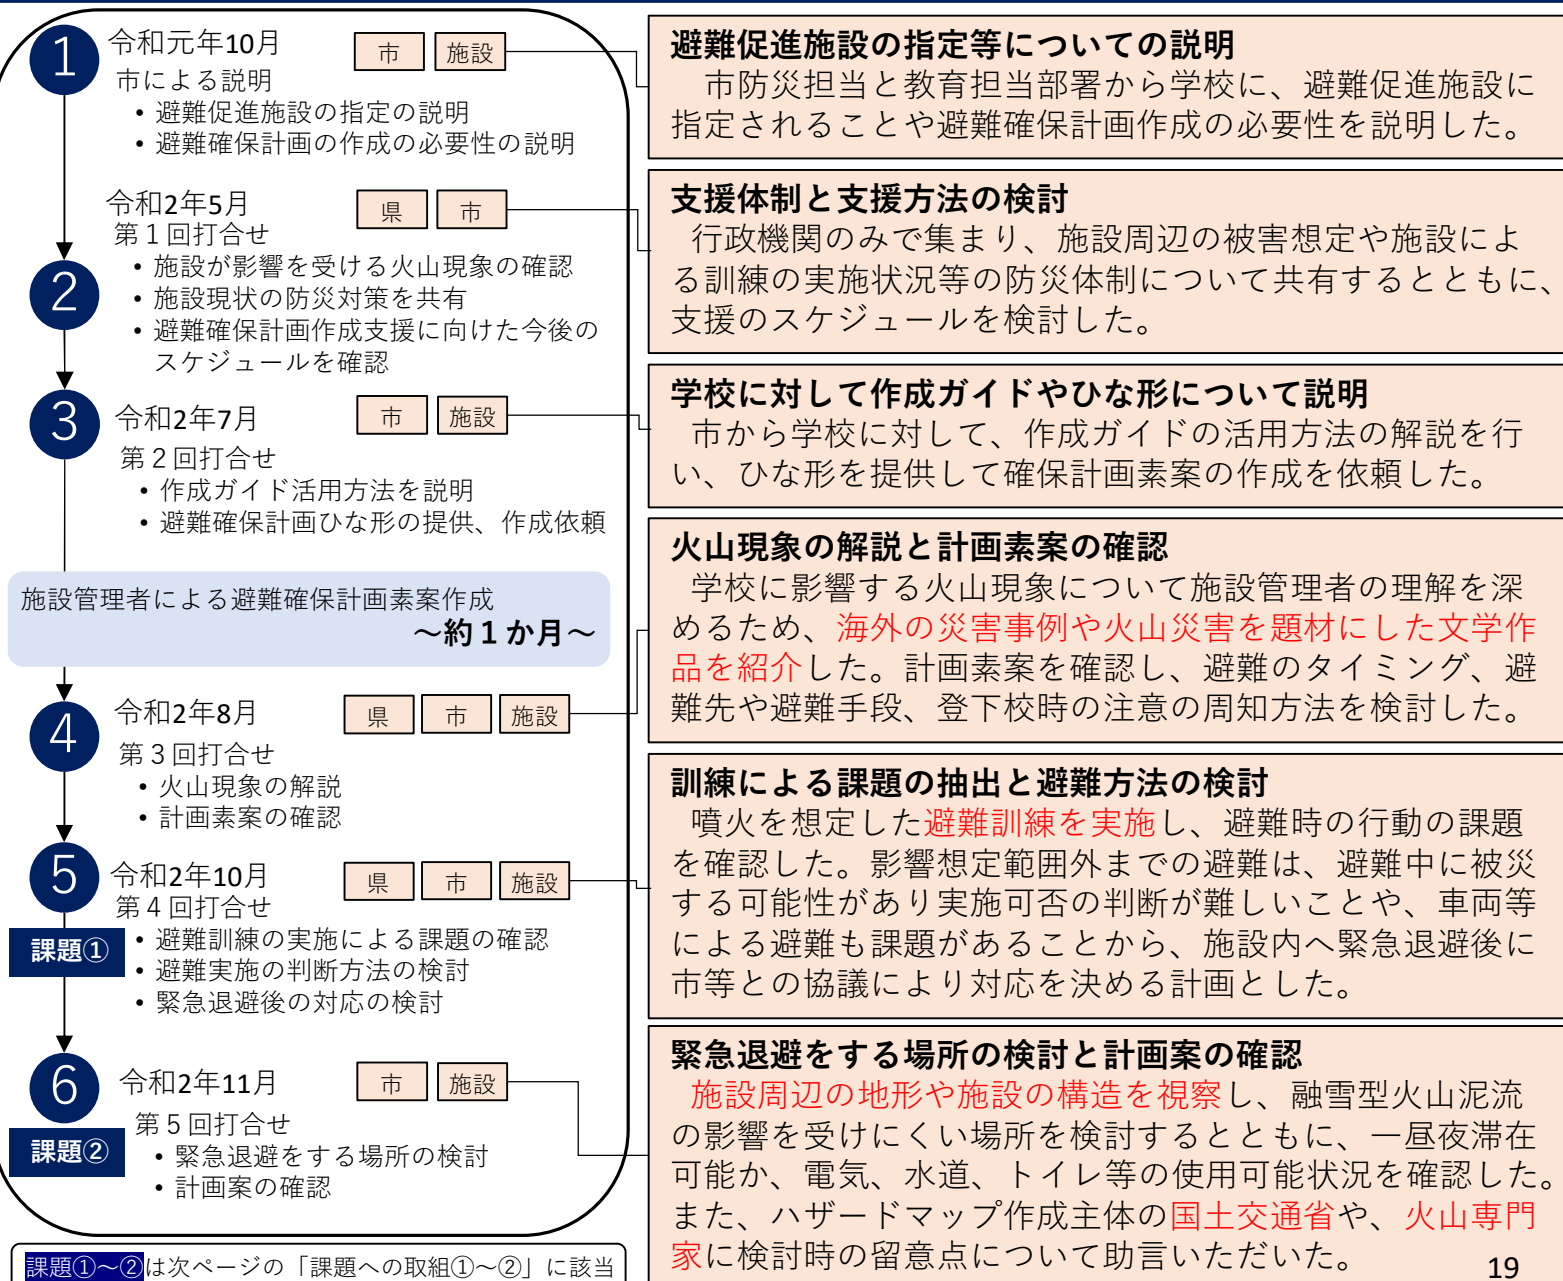 1
令和元年10月
市 施設
市による説明
• 避難促進施設の指定の説明
• 避難確保計画の作成の必要性の説明
避難促進施設の指定等についての説明
市防災担当と教育担当部署から学校に、避難促進施設に
指定されることや避難確保計画作成の必要性を説明した。
2
令和2年5月
県 市
第1回打合せ
• 施設が影響を受ける火山現象の確認
• 施設現状の防災対策を共有
• 避難確保計画作成支援に向けた今後の
スケジュールを確認
支援体制と支援方法の検討
行政機関のみで集まり、施設周辺の被害想定や施設によ
る訓練の実施状況等の防災体制について共有するとともに、
支援のスケジュールを検討した。
3
令和2年7月
市 施設
第2回打合せ
• 作成ガイド活用方法を説明
• 避難確保計画ひな形の提供、作成依頼
学校に対して作成ガイドやひな形について説明
市から学校に対して、作成ガイドの活用方法の解説を行
い、ひな形を提供して確保計画素案の作成を依頼した。
施設管理者による避難確保計画素案作成
～約1か月～
4
令和2年8月
県 市 施設
第3回打合せ
• 火山現象の解説
• 計画素案の確認
火山現象の解説と計画素案の確認
学校に影響する火山現象について施設管理者の理解を深
めるため、海外の災害事例や火山災害を題材にした文学作
品を紹介した。計画素案を確認し、避難のタイミング、避
難先や避難手段、登下校時の注意の周知方法を検討した。
5
令和2年10月
県 市 施設
第4回打合せ
課題①
• 避難訓練の実施による課題の確認
• 避難実施の判断方法の検討
• 緊急退避後の対応の検討
訓練による課題の抽出と避難方法の検討
噴火を想定した避難訓練を実施し、避難時の行動の課題
を確認した。影響想定範囲外までの避難は、避難中に被災
する可能性があり実施可否の判断が難しいことや、車両等
による避難も課題があることから、施設内へ緊急退避後に
市等との協議により対応を決める計画とした。
6
令和2年11月
市 施設
第5回打合せ
課題②
• 緊急退避をする場所の検討
• 計画案の確認
緊急退避をする場所の検討と計画案の確認
施設周辺の地形や施設の構造を視察し、融雪型火山泥流
の影響を受けにくい場所を検討するとともに、一昼夜滞在
可能か、電気、水道、トイレ等の使用可能状況を確認した。
また、ハザードマップ作成主体の国土交通省や、火山専門
家に検討時の留意点について助言いただいた。
課題①～②は次ページの「課題への取組①～②」に該当
19